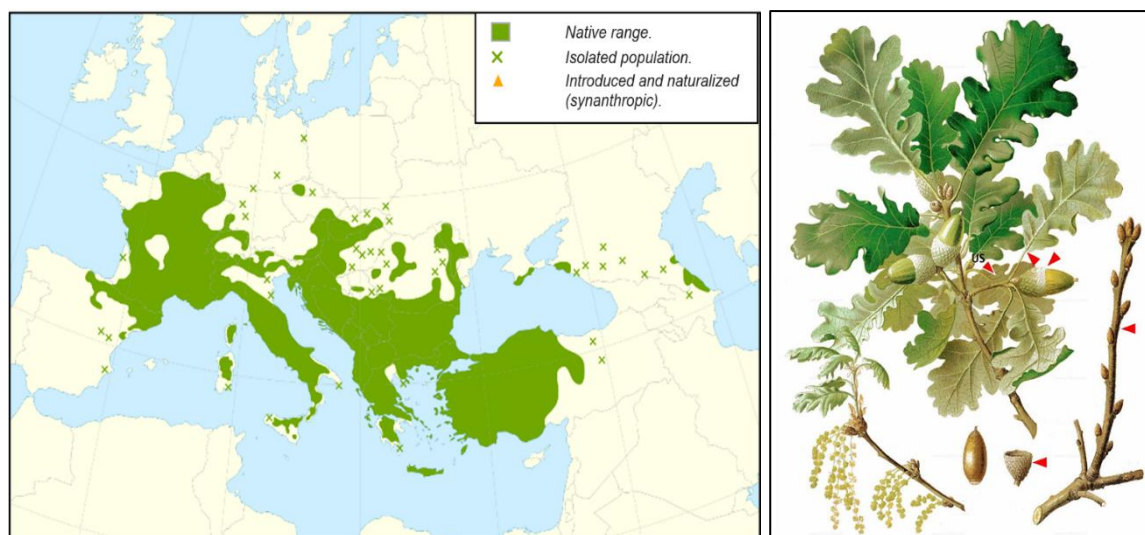 Native range.
Isolated population.
Introduced and naturalized
(synanthropic).
US